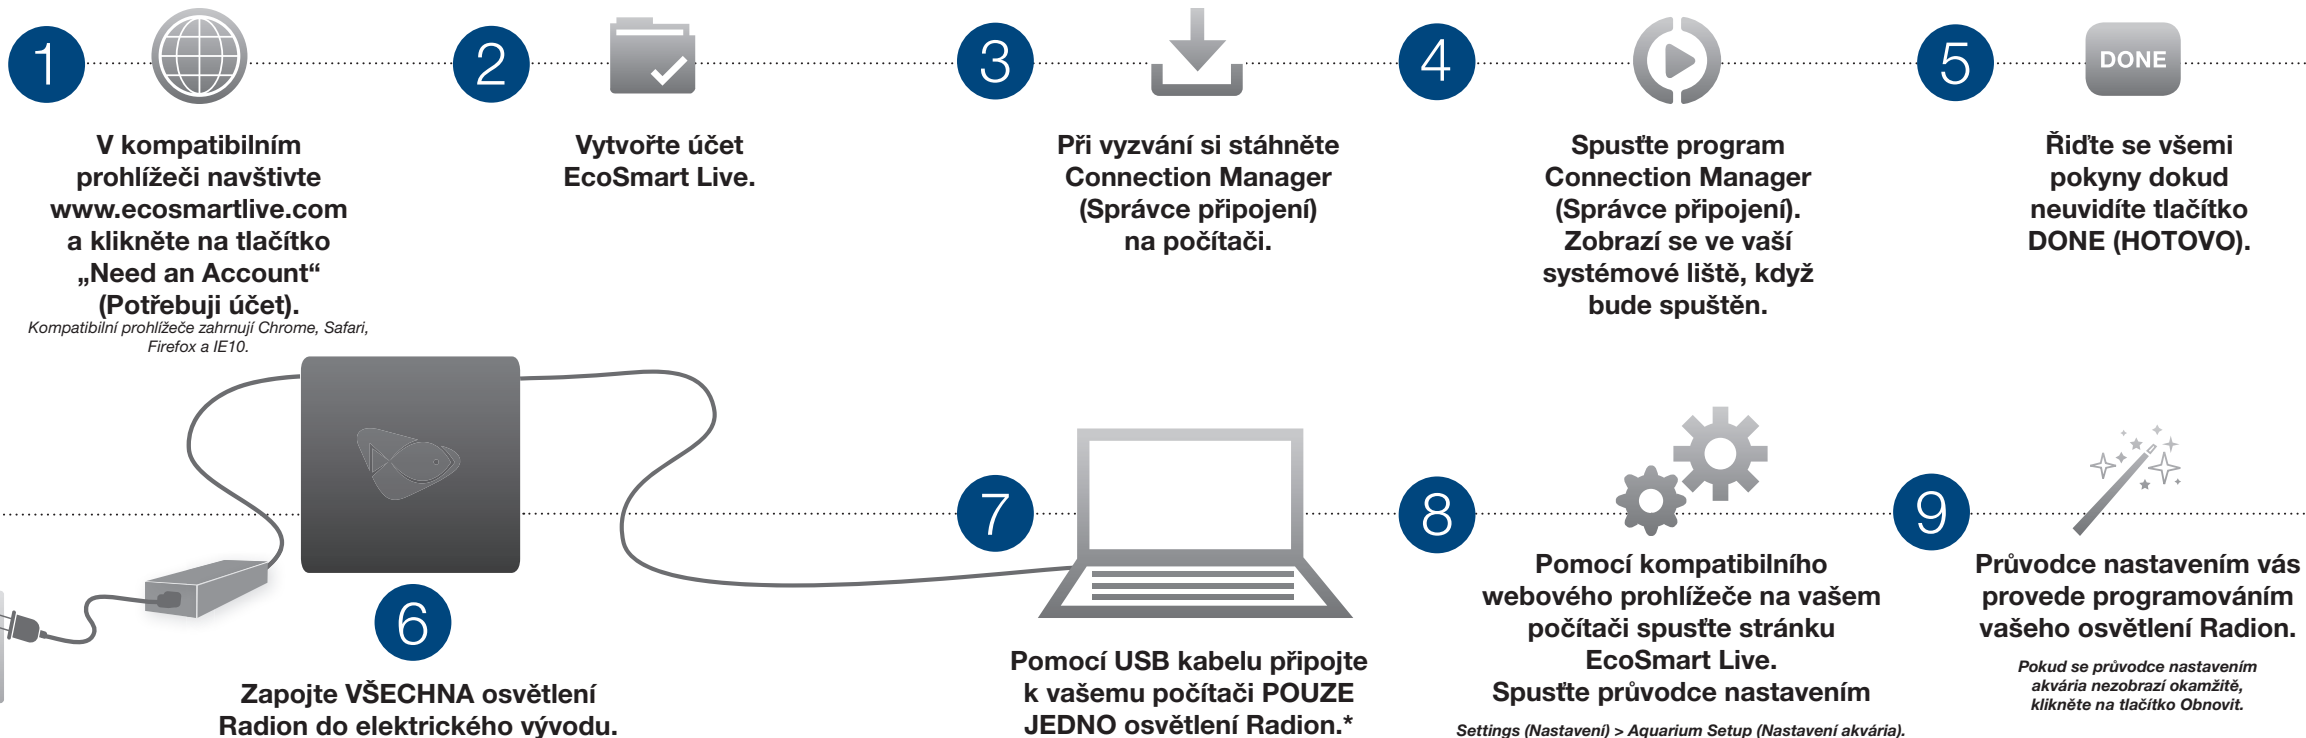 1
V kompatibilním
prohlížeči navštivte
www.ecosmartlive.com
a klikněte na tlačítko
„Need an Account“
(Potřebuji účet).
Kompatibilní prohlížeče zahrnují Chrome, Safari,
Firefox a IE10.
2
Vytvořte účet
EcoSmart Live.
3
Při vyzvání si stáhněte
Connection Manager
(Správce připojení)
na počítači.
4
Spusťte program
Connection Manager
(Správce připojení).
Zobrazí se ve vaší
systémové liště, když
bude spuštěn.
5
DONE
Řiďte se všemi
pokyny dokud
neuvidíte tlačítko
DONE (HOTOVO).
6
Zapojte VŠECHNA osvětlení
Radion do elektrického vývodu.
7
Pomocí USB kabelu připojte
k vašemu počítači POUZE
JEDNO osvětlení Radion.*
8
Pomocí kompatibilního
webového prohlížeče na vašem
počítači spusťte stránku
EcoSmart Live.
Spusťte průvodce nastavením
Settings (Nastavení) > Aquarium Setup (Nastavení akvária).
9
Průvodce nastavením vás
provede programováním
vašeho osvětlení Radion.
Pokud se průvodce nastavením
akvária nezobrazí okamžitě,
klikněte na tlačítko Obnovit.